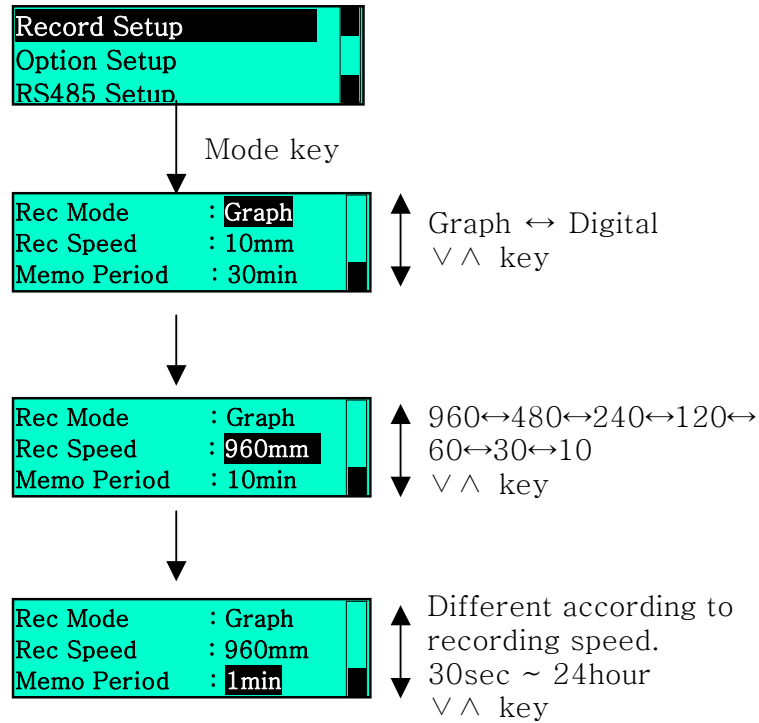 Record Setup
Option Setup
RS485 Setup
Mode key
Rec Mode : Graph
Rec Speed : 10mm
Memo Period : 30min
Graph ↔ Digital
∨∧ key
Rec Mode : Graph
Rec Speed : 960mm
Memo Period : 10min
960↔480↔240↔120↔
60↔30↔10
∨∧ key
Rec Mode : Graph
Rec Speed : 960mm
Memo Period : 1min
Different according to
recording speed.
30sec ~ 24hour
∨∧ key